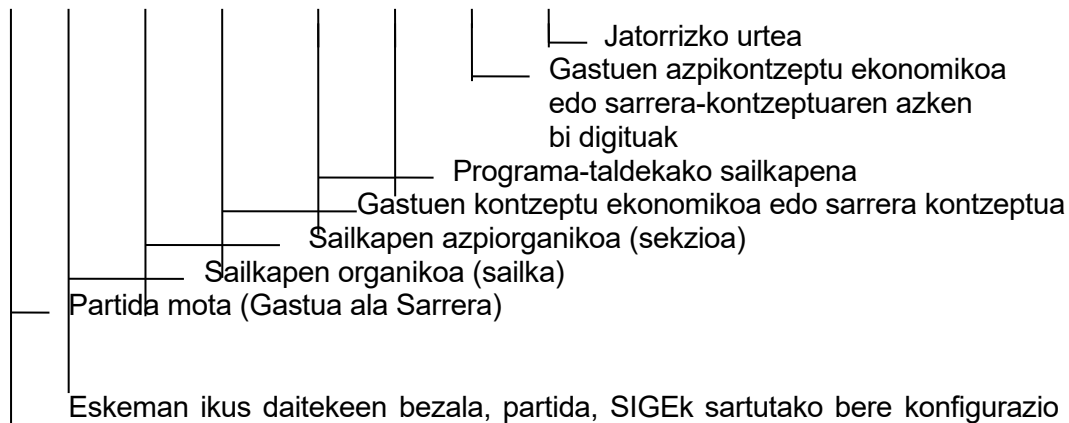 Jatorrizko urtea
Gastuen azpikontzeptu ekonomikoa
edo sarrera-kontzeptuaren azken
bi digituak
Programa-taldekako sailkapena
Gastuen kontzeptu ekonomikoa edo sarrera kontzeptua
Sailkapen azpiorganikoa (sekzioa)
Sailkapen organikoa (sailka)
Partida mota (Gastua ala Sarrera)
Eskeman ikus daitekeen bezala, partida, SIGEk sartutako bere konfigurazio